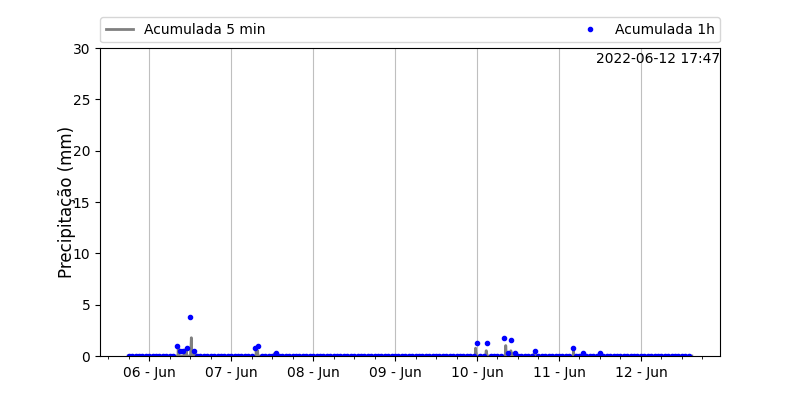 Acumulada 5 min
Acumulada 1h
2022-06-12 17:47
Precipitação (mm)
30
25
20
15
10
5
0
06 - Jun
07 - Jun
08 - Jun
09 - Jun
10 - Jun
11 - Jun
12 - Jun